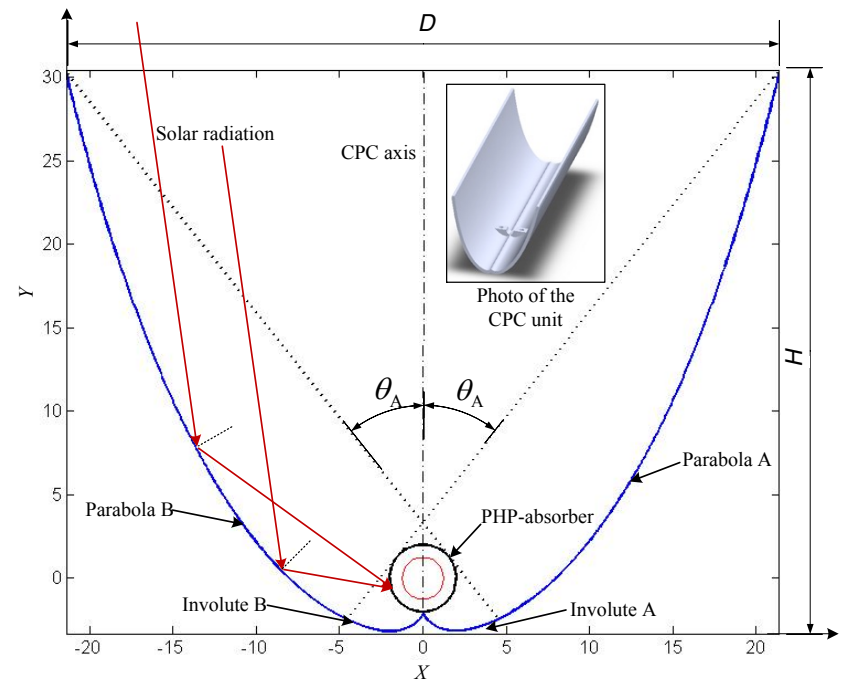 D
30
25
20
15
10
5
0
Y
Solar radiation
CPC axis
Photo of the
CPC unit
H
θA
θA
Parabola A
Parabola B
PHP-absorber
Involute B
Involute A
-20
-15
-10
-5
0
5
10
15
20
X